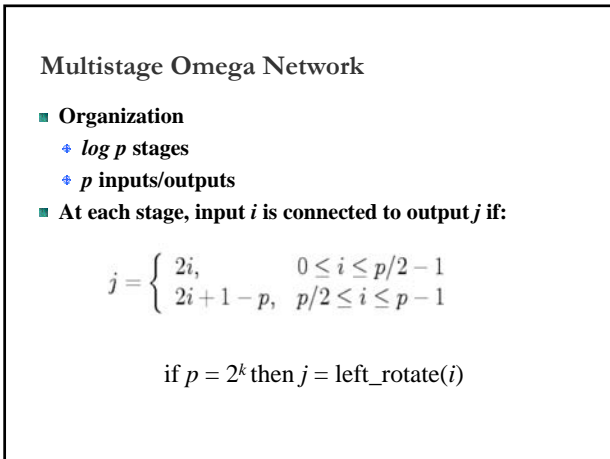 Multistage Omega Network
Organization
log p stages
p inputs/outputs
At each stage, input i is connected to output j if:
j = { 2i, 0 ≤ i ≤ p/2 − 1
2i + 1 − p, p/2 ≤ i ≤ p − 1
if p = 2^k then j = left_rotate(i)